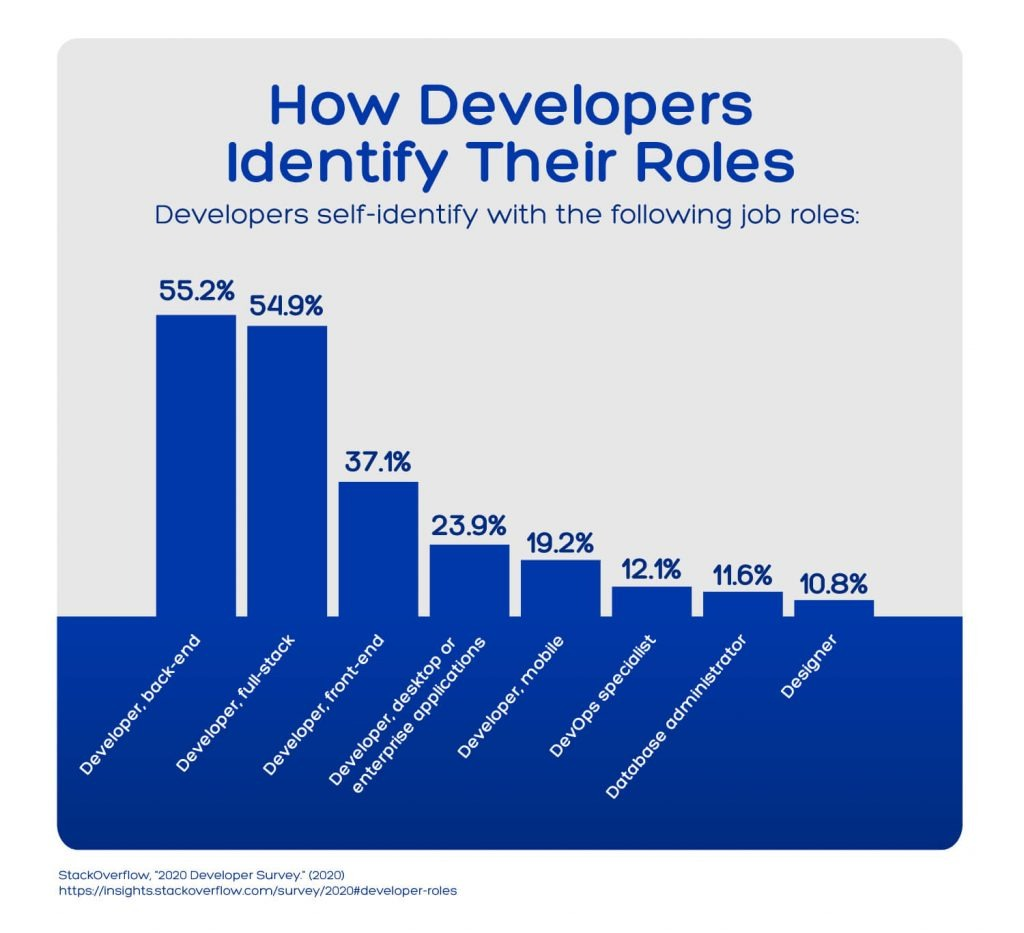 How Developers
Identify Their Roles
Developers self-identify with the following job roles:
55.2%
54.9%
37.1%
23.9%
19.2%
12.1%
11.6%
10.8%
Developer, back-end
Developer, full-stack
Developer, front-end
Developer, desktop or
enterprise applications
Developer, mobile
DevOps specialist
Database administrator
Designer
StackOverflow, "2020 Developer Survey." (2020)
https://insights.stackoverflow.com/survey/2020#developer-roles